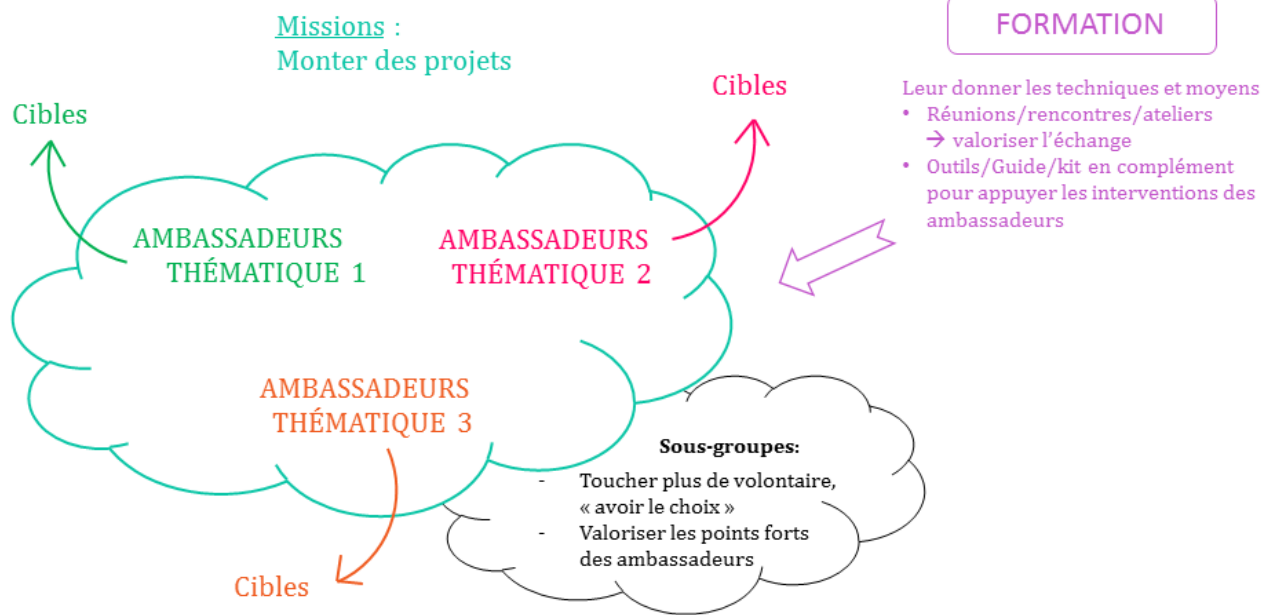 Missions :
Monter des projets
FORMATION
Leur donner les techniques et moyens
• Réunions/rencontres/ateliers
→ valoriser l’échange
• Outils/Guide/kit en complément
pour appuyer les interventions des
ambassadeurs
Cibles
Cibles
AMBASSADEURS
THÉMATIQUE 1
AMBASSADEURS
THÉMATIQUE 2
AMBASSADEURS
THÉMATIQUE 3
Cibles
Sous-groupes:
- Toucher plus de volontaire,
« avoir le choix »
- Valoriser les points forts
des ambassadeurs